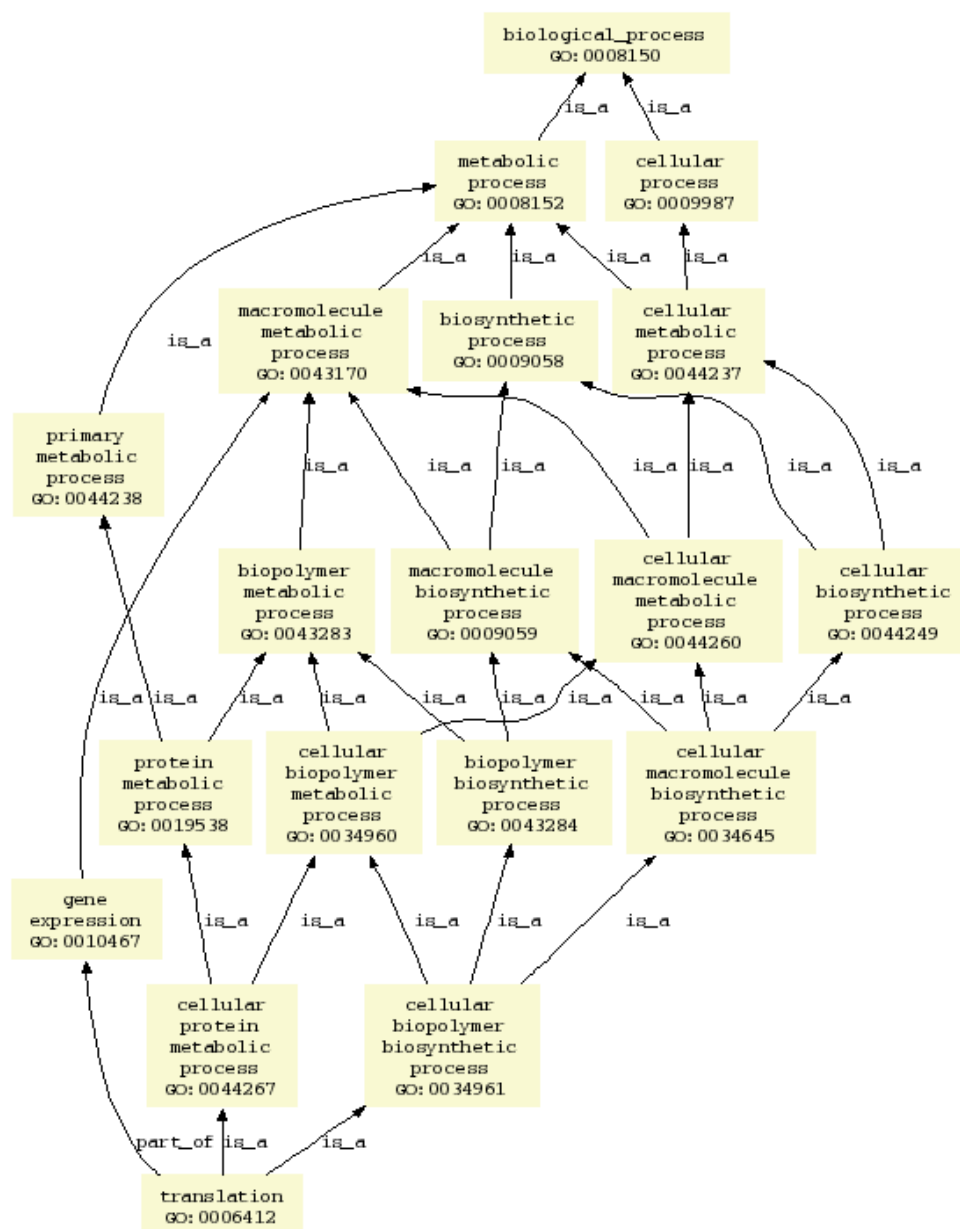 biological_process
GO:0008150
is_a
is_a
metabolic
process
GO:0008152
cellular
process
GO:0009987
is_a
is_a
is_a
is_a
macromolecule
metabolic
process
GO:0043170
biosynthetic
process
GO:0009058
cellular
metabolic
process
GO:0044237
is_a
primary
metabolic
process
GO:0044238
is_a
is_a
is_a
is_a
is_a
is_a
is_a
biopolymer
metabolic
process
GO:0043283
macromolecule
biosynthetic
process
GO:0009059
cellular
macromolecule
metabolic
process
GO:0044260
cellular
biosynthetic
process
GO:0044249
is_a
is_a
is_a
is_a
is_a
is_a
is_a
is_a
is_a
is_a
protein
metabolic
process
GO:0019538
cellular
biopolymer
metabolic
process
GO:0034960
biopolymer
biosynthetic
process
GO:0043284
cellular
macromolecule
biosynthetic
process
GO:0034645
gene
expression
GO:0010467
is_a
is_a
is_a
is_a
is_a
cellular
protein
metabolic
process
GO:0044267
cellular
biopolymer
biosynthetic
process
GO:0034961
part_of
is_a
is_a
translation
GO:0006412